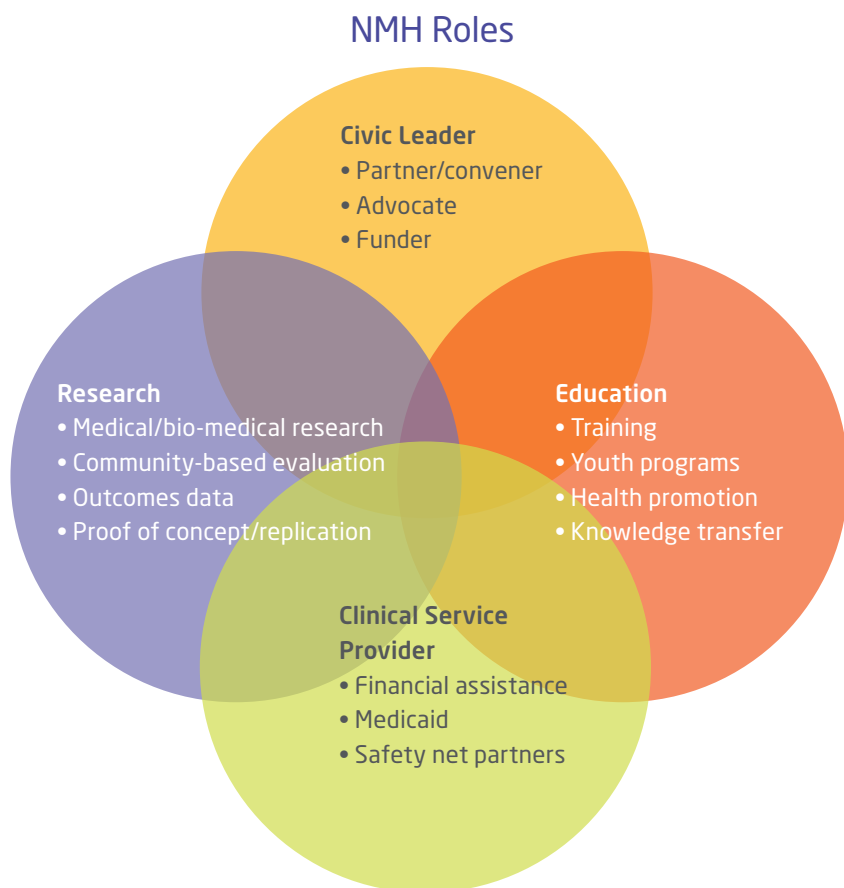 NMH Roles
Civic Leader
• Partner/convener
• Advocate
• Funder
Research
• Medical/bio-medical research
• Community-based evaluation
• Outcomes data
• Proof of concept/replication
Education
• Training
• Youth programs
• Health promotion
• Knowledge transfer
Clinical Service
Provider
• Financial assistance
• Medicaid
• Safety net partners